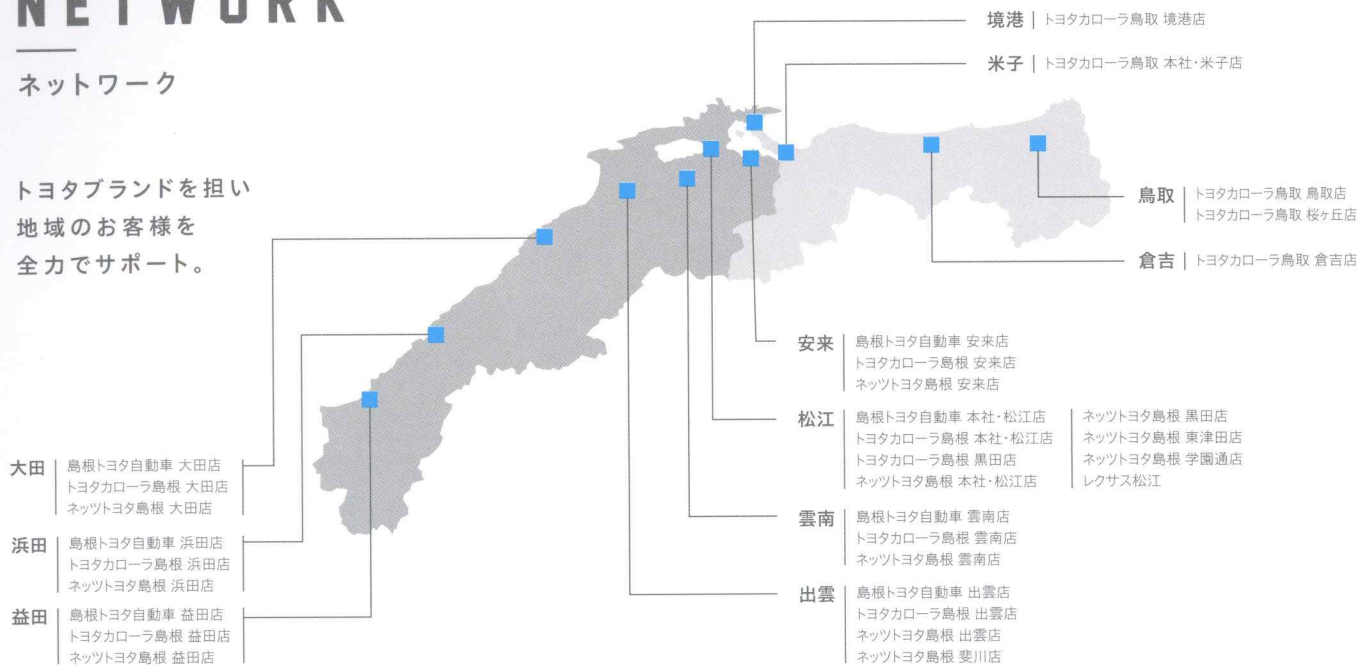 NETWORK
ネットワーク
トヨタブランドを担い
地域のお客様を
全力でサポート。
境港 トヨタカローラ鳥取 境港店
米子 トヨタカローラ鳥取 本社・米子店
鳥取 トヨタカローラ鳥取 鳥取店
トヨタカローラ鳥取 桜ヶ丘店
倉吉 トヨタカローラ鳥取 倉吉店
安来 島根トヨタ自動車 安来店
トヨタカローラ島根 安来店
ネッツトヨタ島根 安来店
松江 島根トヨタ自動車 本社・松江店
トヨタカローラ島根 本社・松江店
トヨタカローラ島根 黒田店
ネッツトヨタ島根 本社・松江店
ネッツトヨタ島根 黒田店
ネッツトヨタ島根 東津田店
ネッツトヨタ島根 学園通店
レクサス松江
雲南 島根トヨタ自動車 雲南店
トヨタカローラ島根 雲南店
ネッツトヨタ島根 雲南店
出雲 島根トヨタ自動車 出雲店
トヨタカローラ島根 出雲店
ネッツトヨタ島根 出雲店
ネッツトヨタ島根 斐川店
大田 島根トヨタ自動車 大田店
トヨタカローラ島根 大田店
ネッツトヨタ島根 大田店
浜田 島根トヨタ自動車 浜田店
トヨタカローラ島根 浜田店
ネッツトヨタ島根 浜田店
益田 島根トヨタ自動車 益田店
トヨタカローラ島根 益田店
ネッツトヨタ島根 益田店